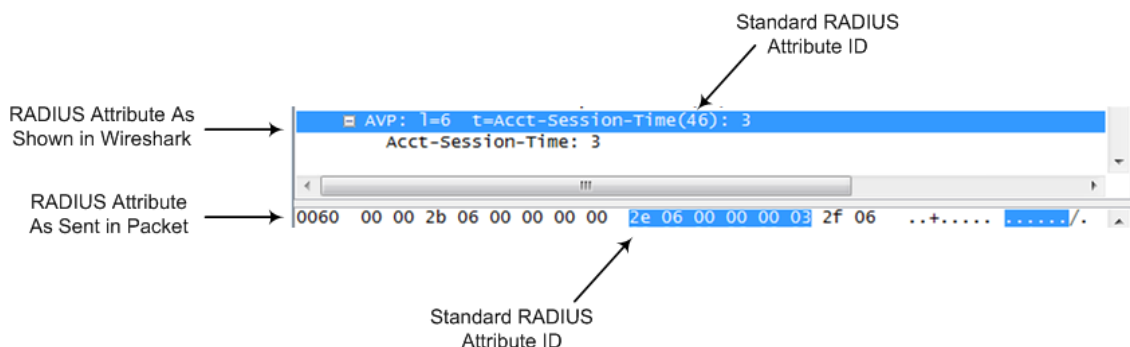 Standard RADIUS
Attribute ID
RADIUS Attribute As
Shown in Wireshark
AVP: l=6 t=Acct-Session-Time(46): 3
Acct-Session-Time: 3
RADIUS Attribute
As Sent in Packet
0060 00 00 2b 06 00 00 00 00 2e 06 00 00 00 03 2f 06 ..+..... ....../.
Standard RADIUS
Attribute ID